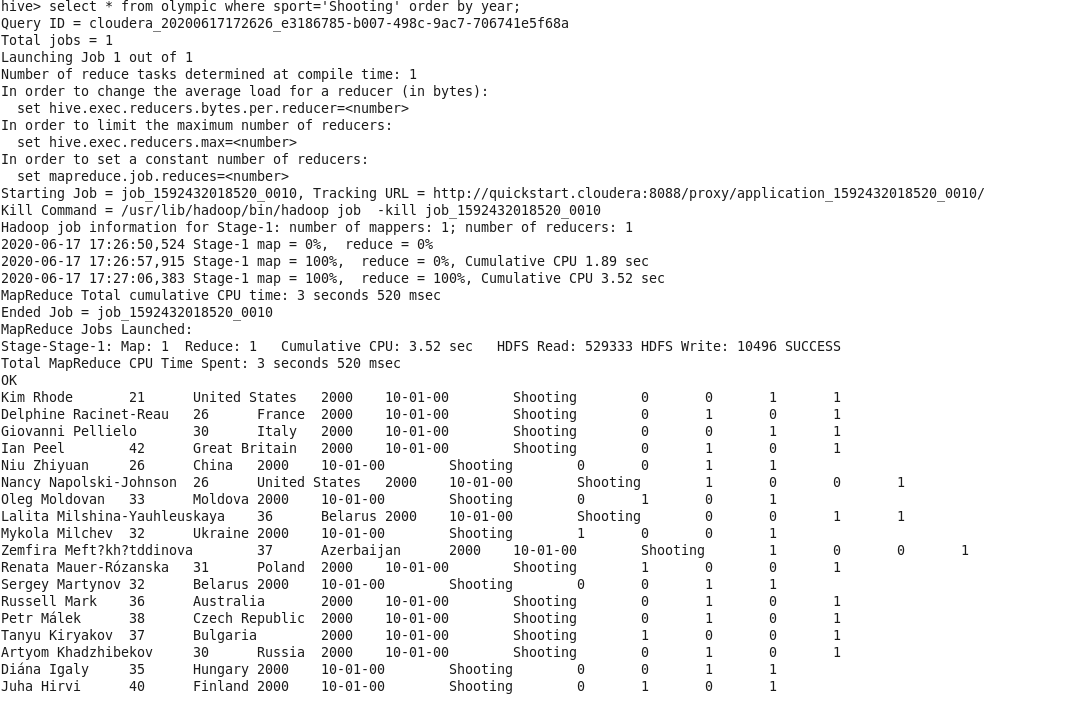 hive> select * from olympic where sport='Shooting' order by year;
Query ID = cloudera_20200617172626_e3186785-b007-498c-9ac7-706741e5f68a
Total jobs = 1
Launching Job 1 out of 1
Number of reduce tasks determined at compile time: 1
In order to change the average load for a reducer (in bytes):
  set hive.exec.reducers.bytes.per.reducer=<number>
In order to limit the maximum number of reducers:
  set hive.exec.reducers.max=<number>
In order to set a constant number of reducers:
  set mapreduce.job.reduces=<number>
Starting Job = job_1592432018520_0010, Tracking URL = http://quickstart.cloudera:8088/proxy/application_1592432018520_0010/
Kill Command = /usr/lib/hadoop/bin/hadoop job  -kill job_1592432018520_0010
Hadoop job information for Stage-1: number of mappers: 1; number of reducers: 1
2020-06-17 17:26:50,524 Stage-1 map = 0%,  reduce = 0%
2020-06-17 17:26:57,915 Stage-1 map = 100%,  reduce = 0%, Cumulative CPU 1.89 sec
2020-06-17 17:27:06,383 Stage-1 map = 100%,  reduce = 100%, Cumulative CPU 3.52 sec
MapReduce Total cumulative CPU time: 3 seconds 520 msec
Ended Job = job_1592432018520_0010
MapReduce Jobs Launched:
Stage-Stage-1: Map: 1  Reduce: 1   Cumulative CPU: 3.52 sec   HDFS Read: 529333 HDFS Write: 10496 SUCCESS
Total MapReduce CPU Time Spent: 3 seconds 520 msec
OK
Kim Rhode	21	United States	2000	10-01-00	Shooting	0	0	1	1
Delphine Racinet-Reau	26	France	2000	10-01-00	Shooting	0	1	0	1
Giovanni Pellielo	30	Italy	2000	10-01-00	Shooting	0	0	1	1
Ian Peel	42	Great Britain	2000	10-01-00	Shooting	0	1	0	1
Niu Zhiyuan	26	China	2000	10-01-00	Shooting	0	0	1	1
Nancy Napolski-Johnson	26	United States	2000	10-01-00	Shooting	1	0	0	1
Oleg Moldovan	33	Moldova	2000	10-01-00	Shooting	0	1	0	1
Lalita Milshina-Yauhleuskaya	36	Belarus	2000	10-01-00	Shooting	0	0	1	1
Mykola Milchev	32	Ukraine	2000	10-01-00	Shooting	1	0	0	1
Zemfira Meft?kh?tddinova	37	Azerbaijan	2000	10-01-00	Shooting	1	0	0	1
Renata Mauer-Rózanska	31	Poland	2000	10-01-00	Shooting	1	0	0	1
Sergey Martynov	32	Belarus	2000	10-01-00	Shooting	0	0	1	1
Russell Mark	36	Australia	2000	10-01-00	Shooting	0	1	0	1
Petr Málek	38	Czech Republic	2000	10-01-00	Shooting	0	1	0	1
Tanyu Kiryakov	37	Bulgaria	2000	10-01-00	Shooting	1	0	0	1
Artyom Khadzhibekov	30	Russia	2000	10-01-00	Shooting	0	1	0	1
Diána Igaly	35	Hungary	2000	10-01-00	Shooting	0	0	1	1
Juha Hirvi	40	Finland	2000	10-01-00	Shooting	0	1	0	1